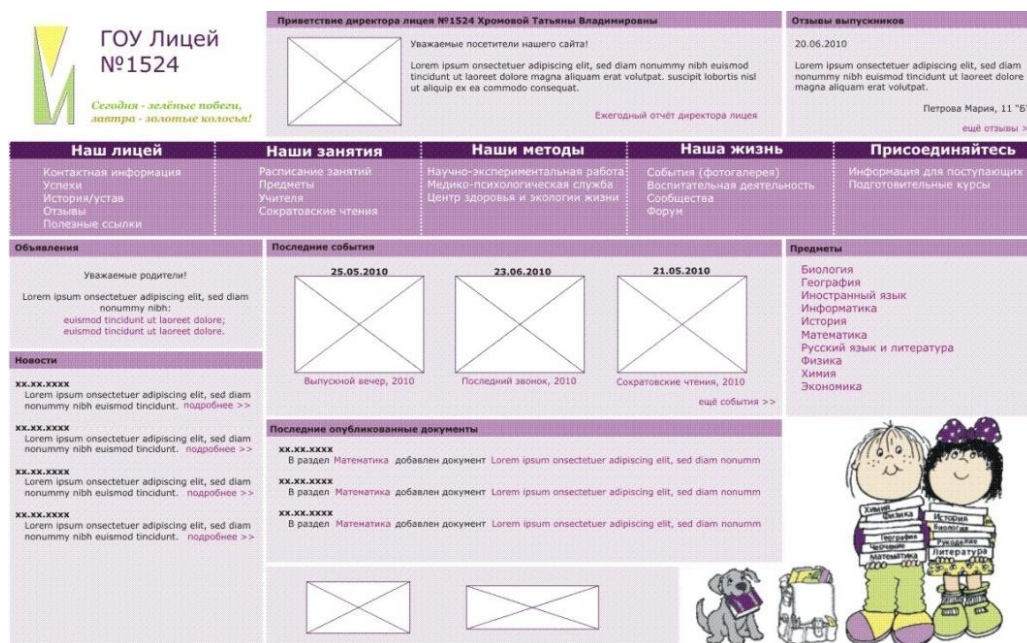 ГОУ Лицей
№1524
Сегодня - зелёные побеги,
завтра - золотые колосья!
Приветствие директора лицея №1524 Хромовой Татьяны Владимировны
Уважаемые посетители нашего сайта!
Lorem ipsum onsectetuer adipiscing elit, sed diam nonummy nibh euismod
tincidunt ut laoreet dolore magna aliquam erat volutpat. suscipit lobortis nisl
ut aliquip ex ea commodo consequat.
Ежегодный отчёт директора лицея
Отзывы выпускников
20.06.2010
Lorem ipsum onsectetuer adipiscing elit, sed diam
nonummy nibh euismod tincidunt ut laoreet dolore
magna aliquam erat volutpat.
Петрова Мария, 11 "Б"
ещё отзывы >
Наш лицей
Контактная информация
Успехи
История/устав
Отзывы
Полезные ссылки
Наши занятия
Расписание занятий
Предметы
Учителя
Сократовские чтения
Наши методы
Научно-экспериментальная работа
Медико-психологическая служба
Центр здоровья и экологии жизни
Наша жизнь
События (фотогалерея)
Воспитательная деятельность
Сообщества
Форум
Присоединяйтесь
Информация для поступающих
Подготовительные курсы
Объявления
Уважаемые родители!
Lorem ipsum onsectetuer adipiscing elit, sed diam
nonummy nibh:
euismod tincidunt ut laoreet dolore;
euismod tincidunt ut laoreet dolore.
Новости
xx.xx.xxxx
Lorem ipsum onsectetuer adipiscing elit, sed diam
nonummy nibh euismod tincidunt. подробнее >>
xx.xx.xxxx
Lorem ipsum onsectetuer adipiscing elit, sed diam
nonummy nibh euismod tincidunt. подробнее >>
xx.xx.xxxx
Lorem ipsum onsectetuer adipiscing elit, sed diam
nonummy nibh euismod tincidunt. подробнее >>
xx.xx.xxxx
Lorem ipsum onsectetuer adipiscing elit, sed diam
nonummy nibh euismod tincidunt. подробнее >>
Последние события
25.05.2010
Выпускной вечер, 2010
23.06.2010
Последний звонок, 2010
21.05.2010
Сократовские чтения, 2010
ещё события >>
Последние опубликованные документы
xx.xx.xxxx
В раздел Математика добавлен документ Lorem ipsum onsectetuer adipiscing elit, sed diam nonumm
xx.xx.xxxx
В раздел Математика добавлен документ Lorem ipsum onsectetuer adipiscing elit, sed diam nonumm
xx.xx.xxxx
В раздел Математика добавлен документ Lorem ipsum onsectetuer adipiscing elit, sed diam nonumm
Предметы
Биология
География
Иностранный язык
Информатика
История
Математика
Русский язык и литература
Физика
Химия
Экономика
Химия
Физика
География
Черчение
Математика
История
Биология
Рукоделие
Литература